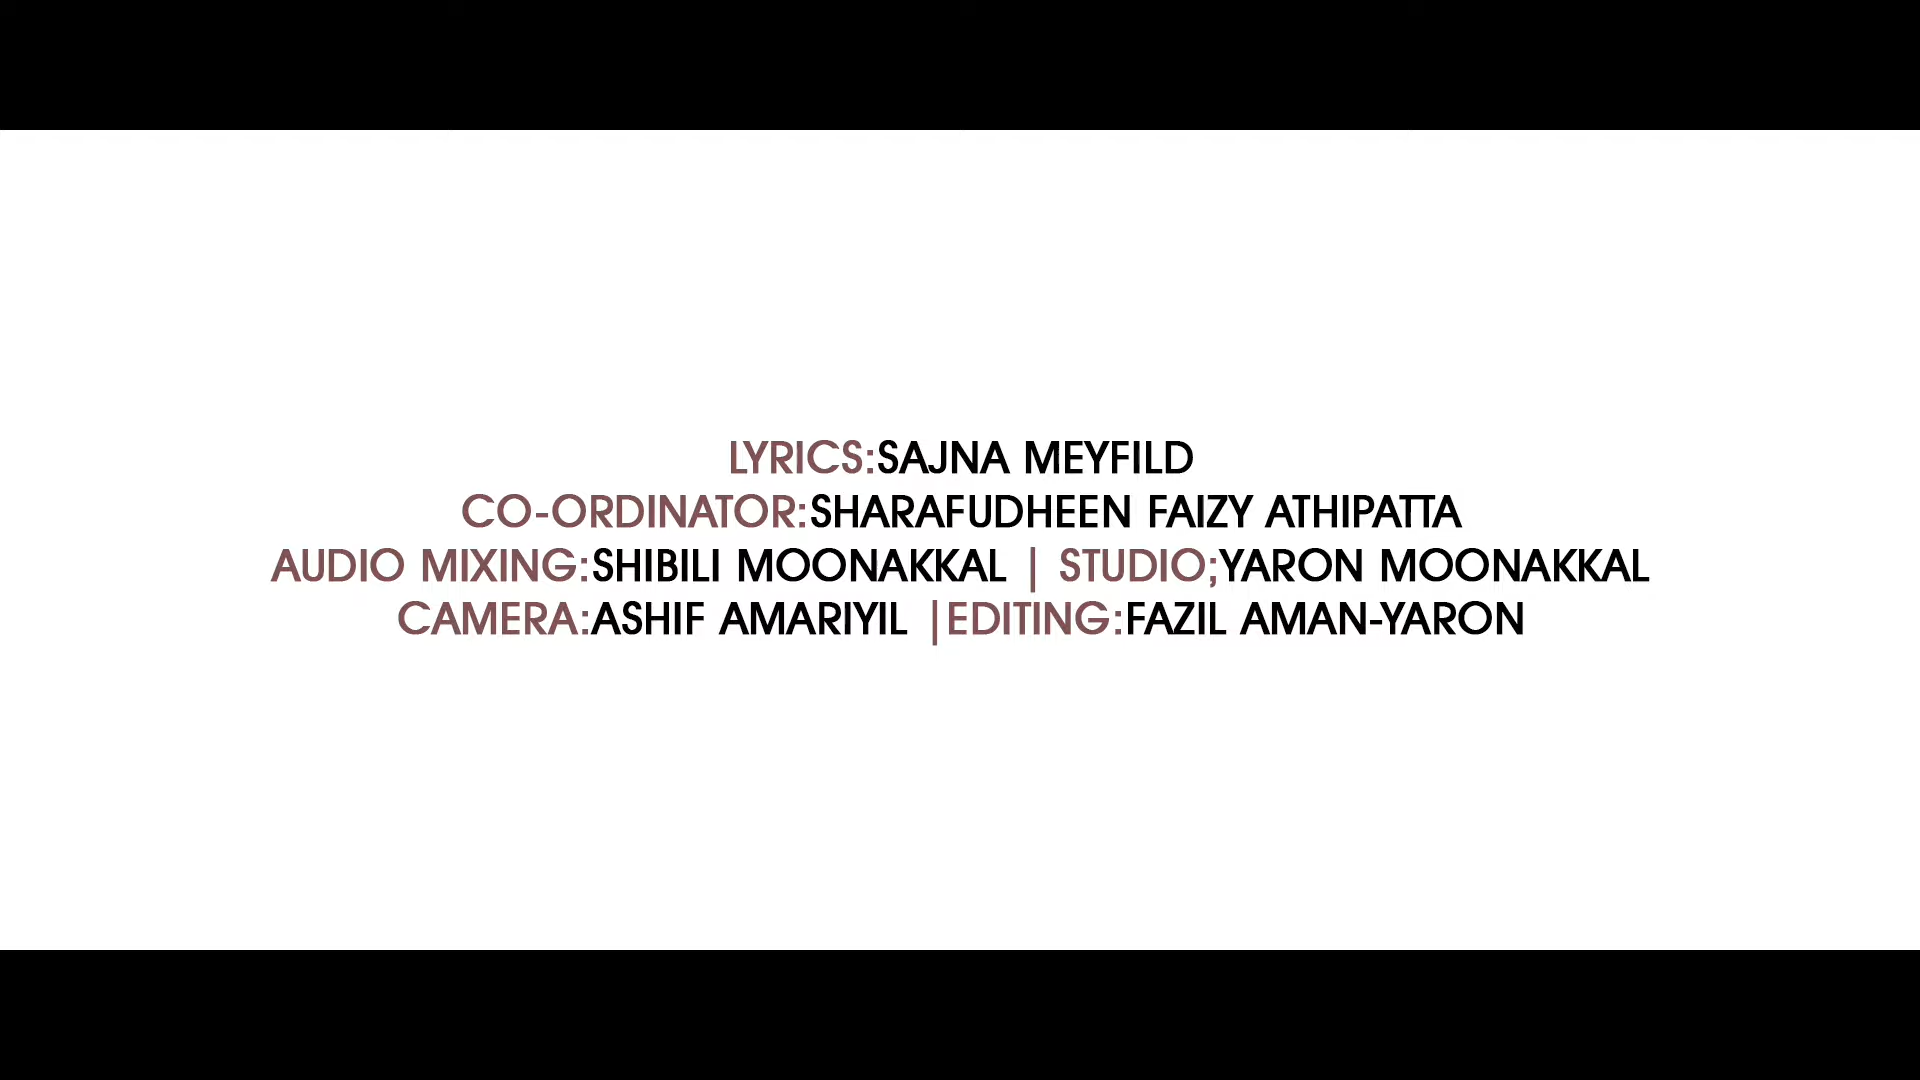 LYRICS:SAJNA MEYFILD
CO-ORDINATOR:SHARAFUDHEEN FAIZY ATHIPATTA
AUDIO MIXING:SHIBILI MOONAKKAL | STUDIO;YARON MOONAKKAL
CAMERA:ASHIF AMARIYIL |EDITING:FAZIL AMAN-YARON